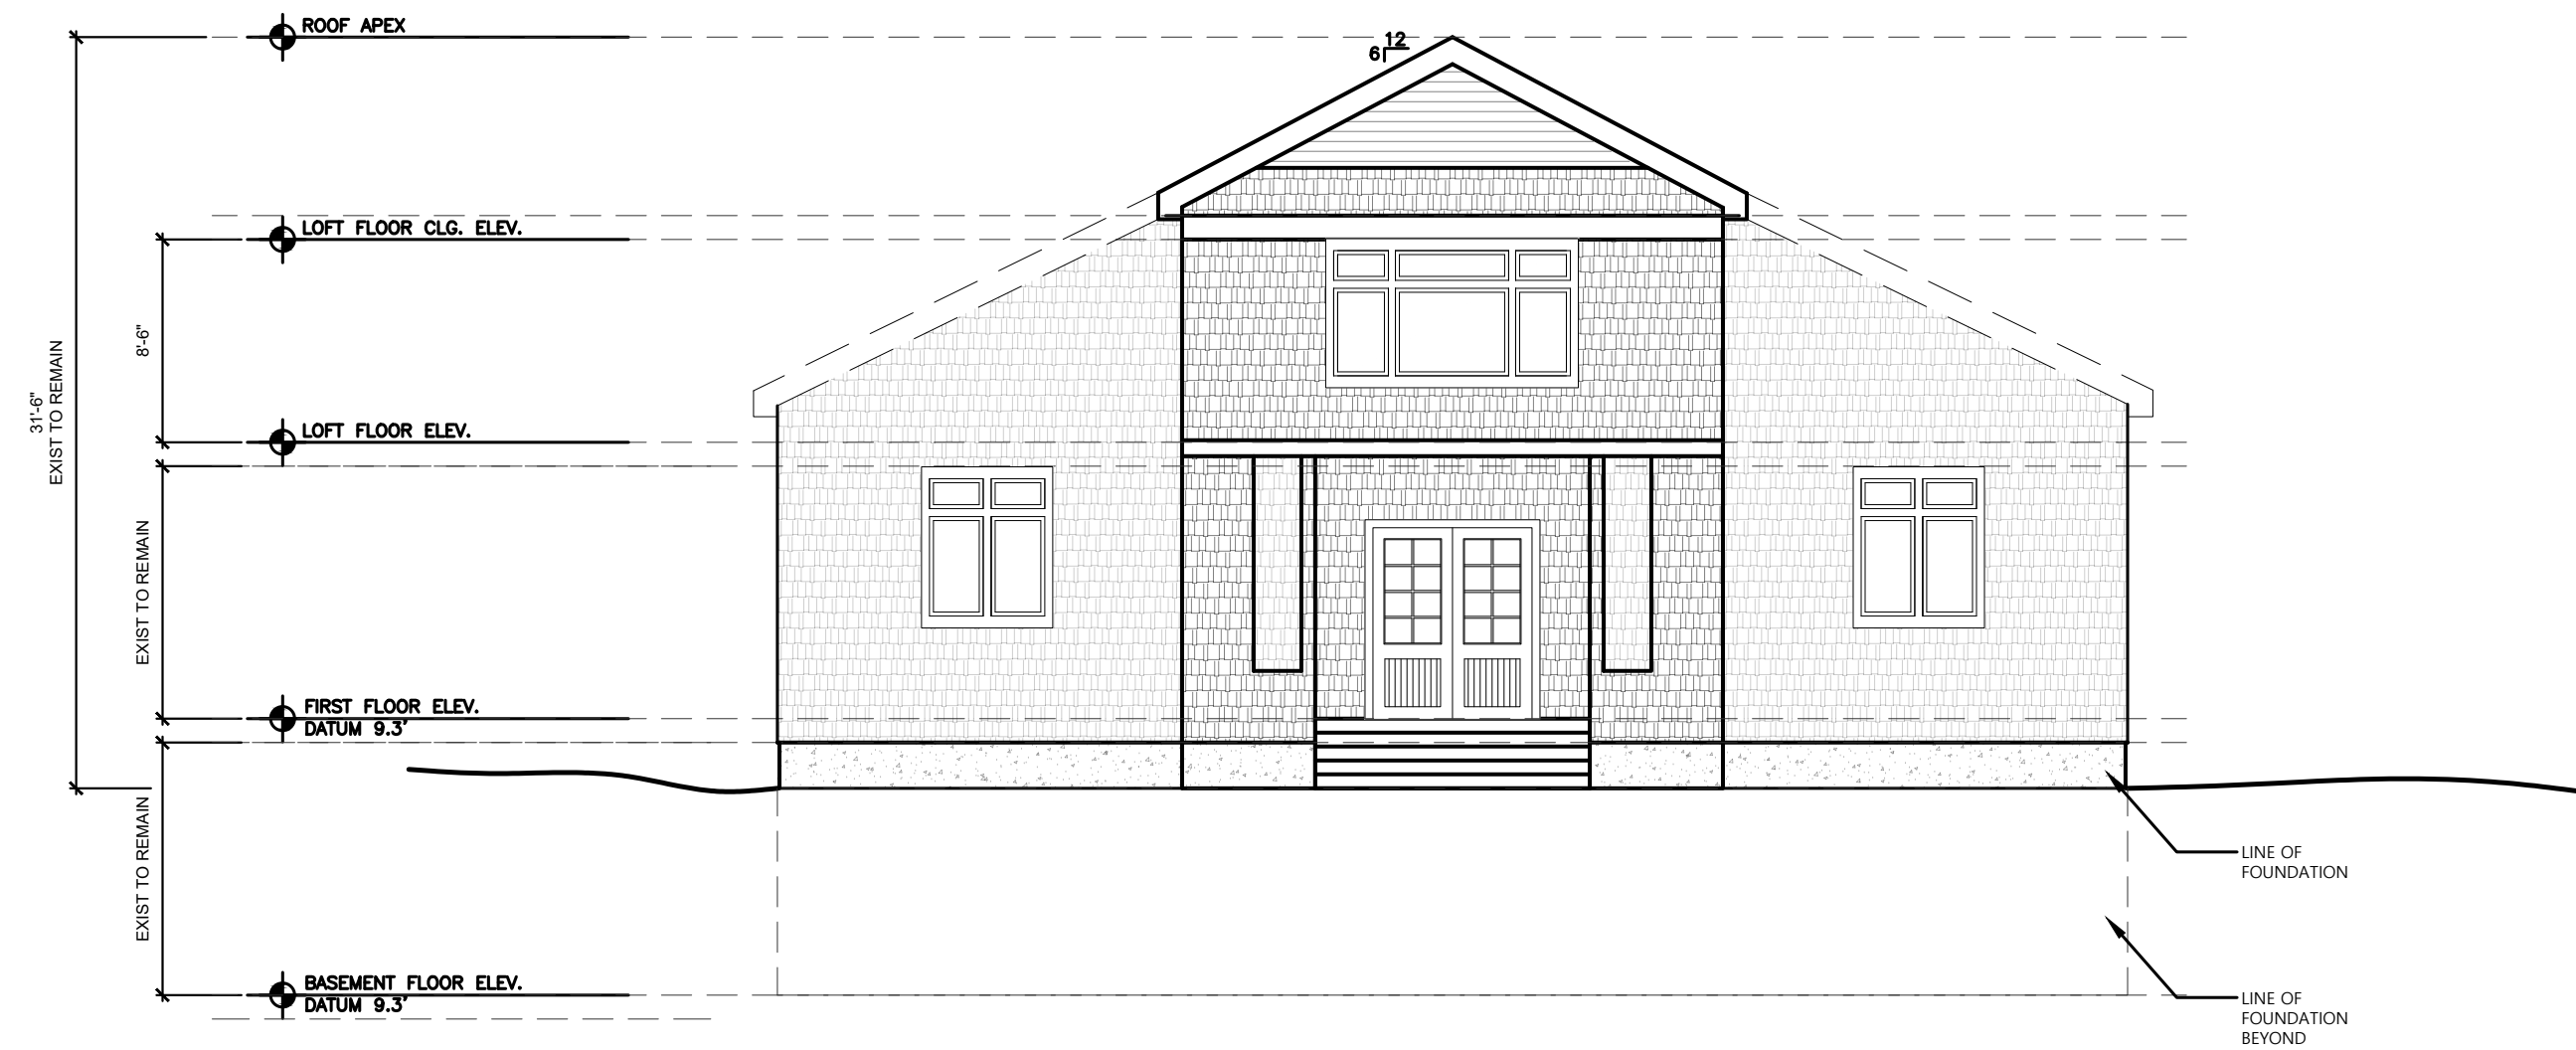 ROOF APEX
12
6
LOFT FLOOR CLG. ELEV.
8'-6"
31'-6"
EXIST TO REMAIN
LOFT FLOOR ELEV.
EXIST TO REMAIN
FIRST FLOOR ELEV.
DATUM 9.3'
EXIST TO REMAIN
LINE OF
FOUNDATION
BASEMENT FLOOR ELEV.
DATUM 9.3'
LINE OF
FOUNDATION
BEYOND